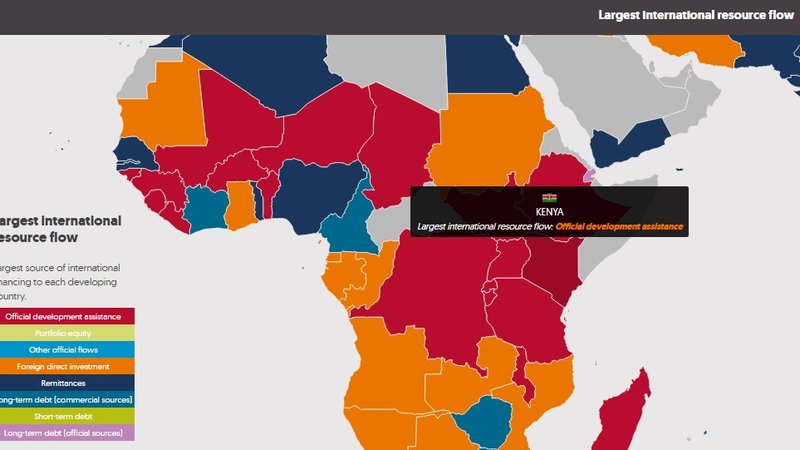 Largest international resource flow
KENYA
Largest international resource flow: Official development assistance
argest international
esource flow
argest source of international
nancing to each developing
ountry.
Official development assistance
Portfolio equity
Other official flows
Foreign direct investment
Remittances
ong-term debt (commercial sources)
Short-term debt
Long-term debt (official sources)